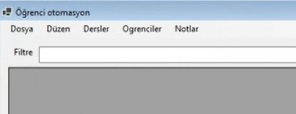 Öğrenci otomasyon
Dosya Düzen Dersler Ogrenciler Notlar
Filtre